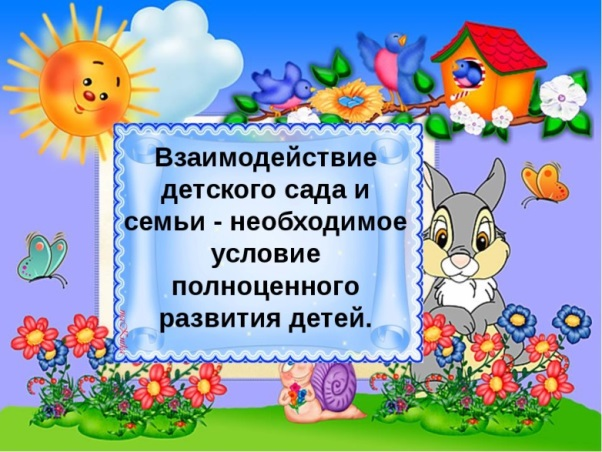 Взаимодействие
детского сада и
семьи - необходимое
условие
полноценного
развития детей.